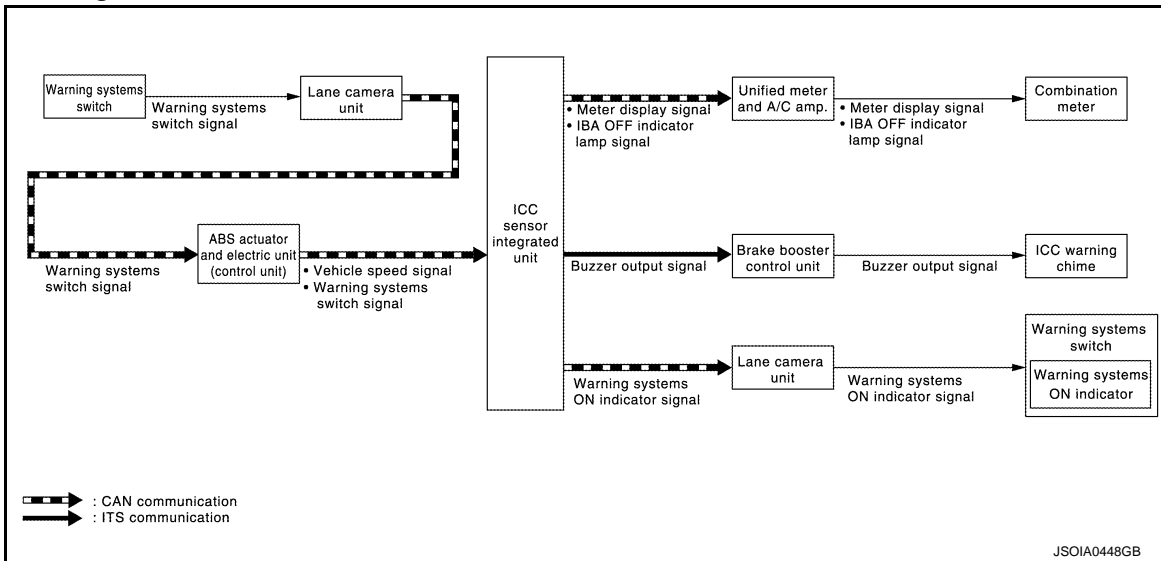 Warning systems
switch
Warning systems
switch signal
Lane camera
unit
Warning systems
switch signal
ABS actuator
and electric unit
(control unit)
• Vehicle speed signal
• Warning systems
switch signal
ICC
sensor
integrated
unit
• Meter display signal
• IBA OFF indicator
lamp signal
Unified meter
and A/C amp.
• Meter display signal
• IBA OFF indicator
lamp signal
Combination
meter
Buzzer output signal
Brake booster
control unit
Buzzer output signal
ICC warning
chime
Warning systems
ON indicator signal
Lane camera
unit
Warning systems
ON indicator signal
Warning systems
switch
Warning systems
ON indicator
: CAN communication
: ITS communication
JSOIA0448GB